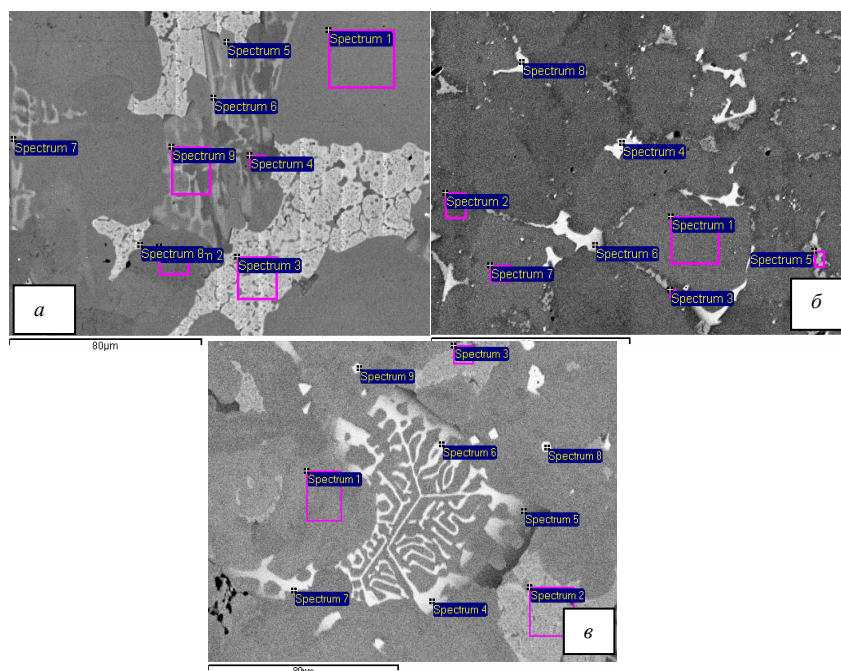 Spectrum 1
Spectrum 5
Spectrum 6
Spectrum 7
Spectrum 9
Spectrum 4
Spectrum 8
m 2
Spectrum 3
а
80µm
Spectrum 8
Spectrum 4
Spectrum 2
Spectrum 1
Spectrum 6
Spectrum 5
Spectrum 7
Spectrum 3
б
Spectrum 3
Spectrum 9
Spectrum 6
Spectrum 8
Spectrum 1
Spectrum 5
Spectrum 7
Spectrum 4
Spectrum 2
в